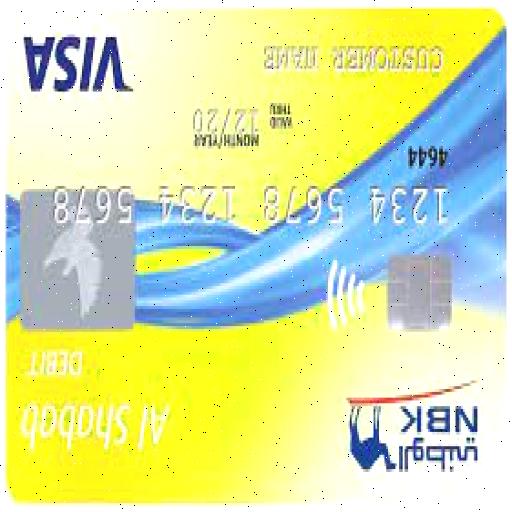 الوطني
NBK
Al Shabab
DEBIT
1234 5678 1234 5678
4644
MONTH/YEAR
VALID THRU
12/20
CUSTOMER NAME
VISA